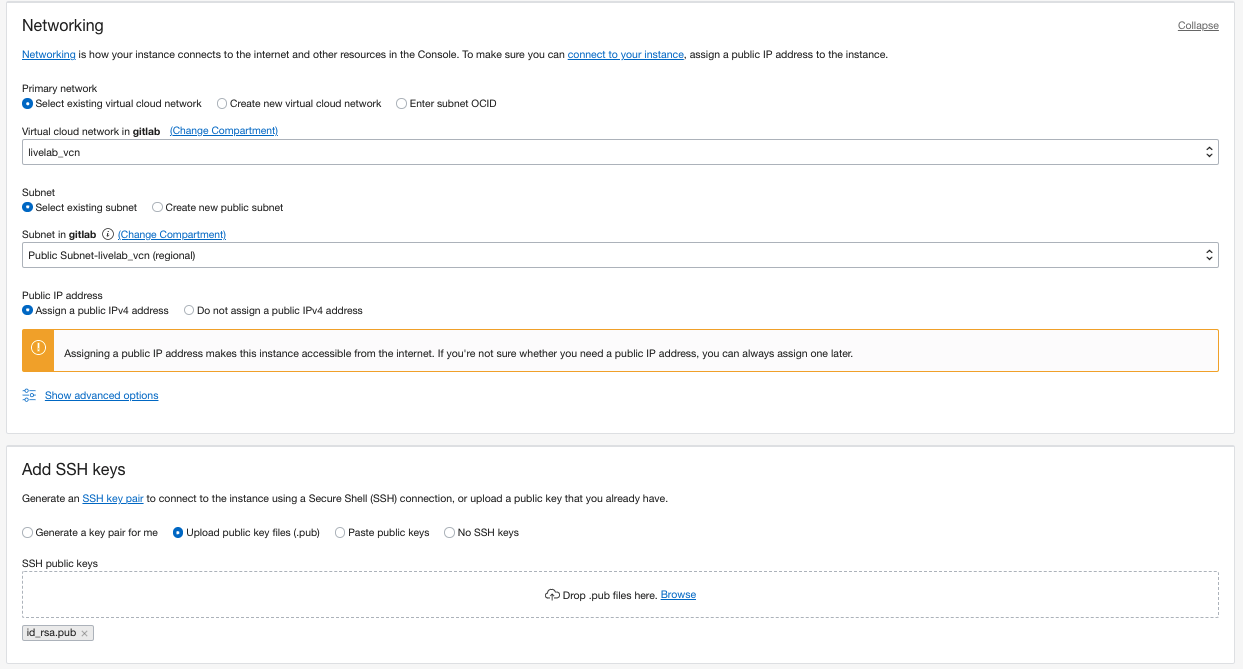 Networking
Collapse
Networking is how your instance connects to the internet and other resources in the Console. To make sure you can connect to your instance, assign a public IP address to the instance.
Primary network
Select existing virtual cloud network Create new virtual cloud network Enter subnet OCID
Virtual cloud network in gitlab (Change Compartment)
livelab_vcn
Subnet
Select existing subnet Create new public subnet
Subnet in gitlab (Change Compartment)
Public Subnet-livelab_vcn (regional)
Public IP address
Assign a public IPv4 address Do not assign a public IPv4 address
Assigning a public IP address makes this instance accessible from the internet. If you're not sure whether you need a public IP address, you can always assign one later.
Show advanced options
Add SSH keys
Generate an SSH key pair to connect to the instance using a Secure Shell (SSH) connection, or upload a public key that you already have.
Generate a key pair for me Upload public key files (.pub) Paste public keys No SSH keys
SSH public keys
Drop .pub files here. Browse
id_rsa.pub ×